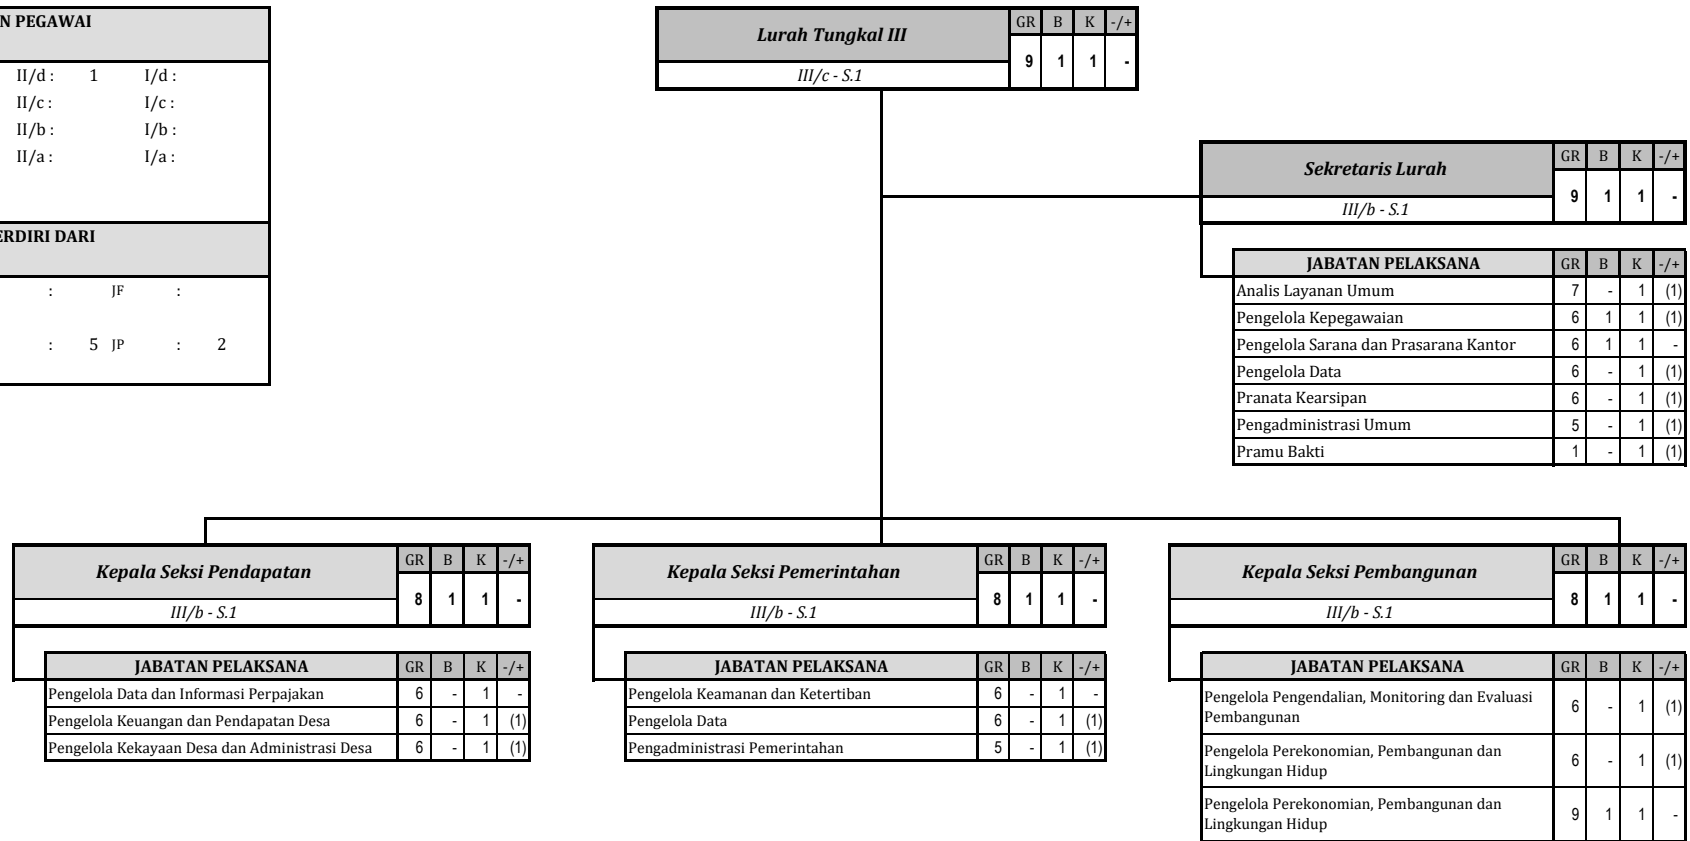 N PEGAWAI
II/d : 1 I/d :
II/c : I/c :
II/b : I/b :
II/a : I/a :
ERDIRI DARI
: JF :
: 5 JP : 2
Lurah Tungkal III GR B K -/+
9 1 1 -
III/c - S.1
Sekretaris Lurah GR B K -/+
9 1 1 -
III/b - S.1
JABATAN PELAKSANA GR B K -/+
Analis Layanan Umum 7 - 1 (1)
Pengelola Kepegawaian 6 1 1 (1)
Pengelola Sarana dan Prasarana Kantor 6 1 1 -
Pengelola Data 6 - 1 (1)
Pranata Kearsipan 6 - 1 (1)
Pengadministrasi Umum 5 - 1 (1)
Pramu Bakti 1 - 1 (1)
Kepala Seksi Pendapatan GR B K -/+
8 1 1 -
III/b - S.1
JABATAN PELAKSANA GR B K -/+
Pengelola Data dan Informasi Perpajakan 6 - 1 -
Pengelola Keuangan dan Pendapatan Desa 6 - 1 (1)
Pengelola Kekayaan Desa dan Administrasi Desa 6 - 1 (1)
Kepala Seksi Pemerintahan GR B K -/+
8 1 1 -
III/b - S.1
JABATAN PELAKSANA GR B K -/+
Pengelola Keamanan dan Ketertiban 6 - 1 -
Pengelola Data 6 - 1 (1)
Pengadministrasi Pemerintahan 5 - 1 (1)
Kepala Seksi Pembangunan GR B K -/+
8 1 1 -
III/b - S.1
JABATAN PELAKSANA GR B K -/+
Pengelola Pengendalian, Monitoring dan Evaluasi
Pembangunan 6 - 1 (1)
Pengelola Perekonomian, Pembangunan dan
Lingkungan Hidup 6 - 1 (1)
Pengelola Perekonomian, Pembangunan dan
Lingkungan Hidup 9 1 1 -